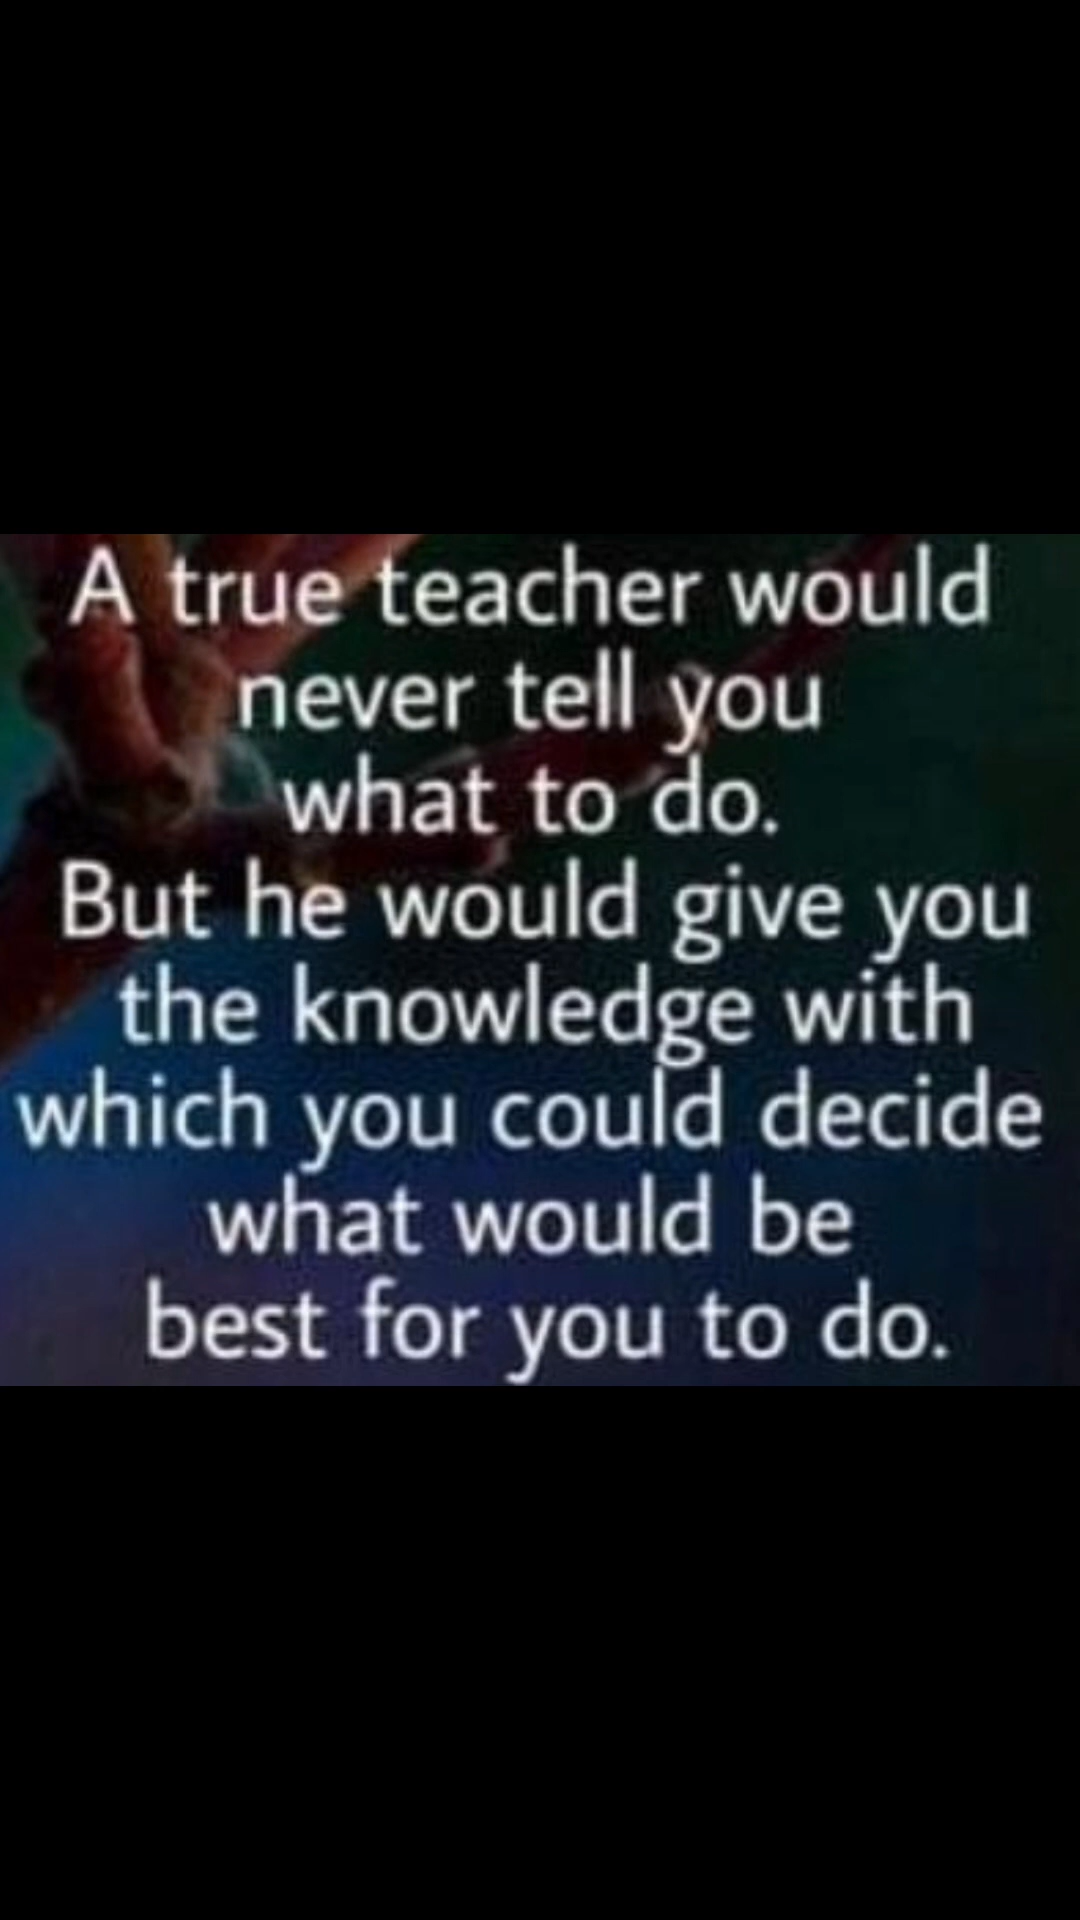 A true teacher would
never tell you
what to do.
But he would give you
the knowledge with
which you could decide
what would be
best for you to do.